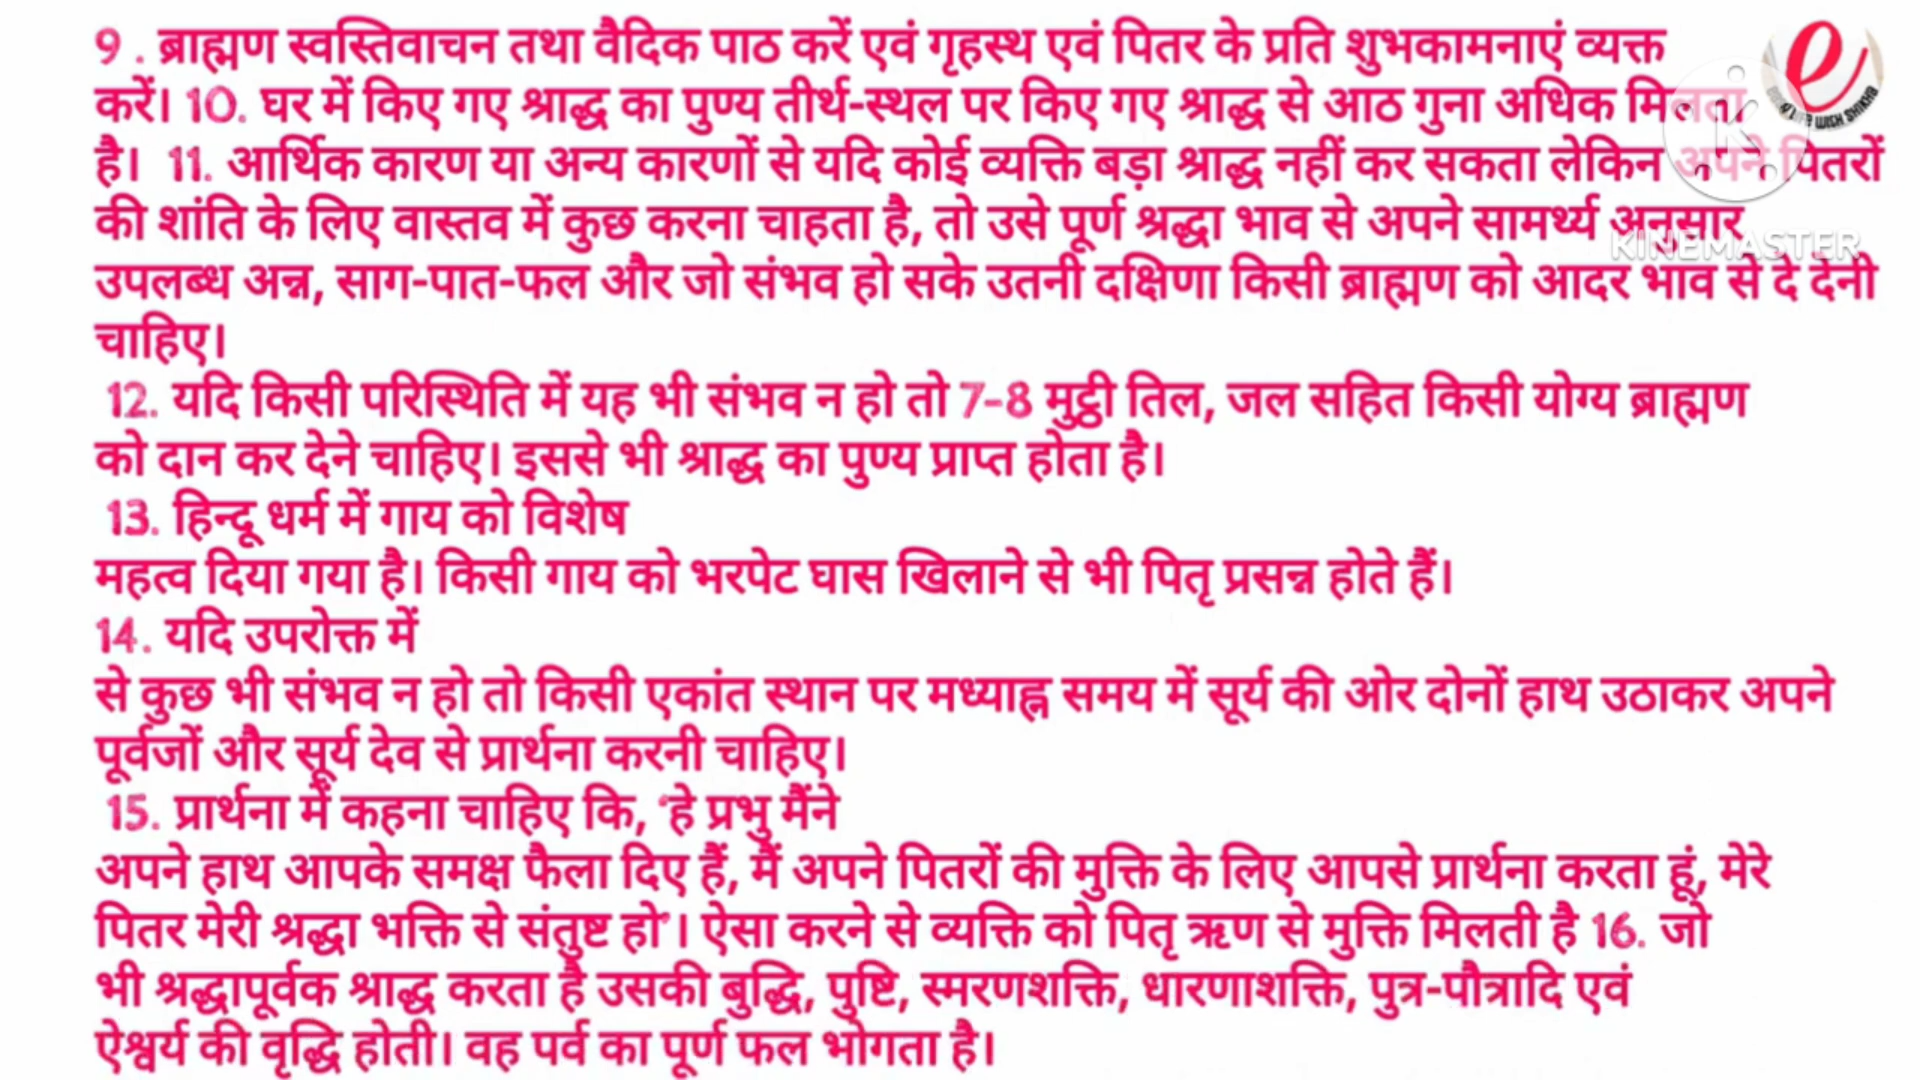 9 . ब्राह्मण स्वस्तिवाचन तथा वैदिक पाठ करें एवं गृहस्थ एवं पितर के प्रति शुभकामनाएं व्यक्त
करें। 10. घर में किए गए श्राद्ध का पुण्य तीर्थ-स्थल पर किए गए श्राद्ध से आठ गुना अधिक मिलता
है।  11. आर्थिक कारण या अन्य कारणों से यदि कोई व्यक्ति बड़ा श्राद्ध नहीं कर सकता लेकिन अपने पितरों
की शांति के लिए वास्तव में कुछ करना चाहता है, तो उसे पूर्ण श्रद्धा भाव से अपने सामर्थ्य अनुसार
KINEMASTER
उपलब्ध अन्न, साग-पात-फल और जो संभव हो सके उतनी दक्षिणा किसी ब्राह्मण को आदर भाव से दे देनी
चाहिए।
12. यदि किसी परिस्थिति में यह भी संभव न हो तो 7-8 मुट्ठी तिल, जल सहित किसी योग्य ब्राह्मण
को दान कर देने चाहिए। इससे भी श्राद्ध का पुण्य प्राप्त होता है।
13. हिन्दू धर्म में गाय को विशेष
महत्व दिया गया है। किसी गाय को भरपेट घास खिलाने से भी पितृ प्रसन्न होते हैं।
14. यदि उपरोक्त में
से कुछ भी संभव न हो तो किसी एकांत स्थान पर मध्याह्न समय में सूर्य की ओर दोनों हाथ उठाकर अपने
पूर्वजों और सूर्य देव से प्रार्थना करनी चाहिए।
15. प्रार्थना में कहना चाहिए कि, 'हे प्रभु मैंने
अपने हाथ आपके समक्ष फैला दिए हैं, मैं अपने पितरों की मुक्ति के लिए आपसे प्रार्थना करता हूं, मेरे
पितर मेरी श्रद्धा भक्ति से संतुष्ट हो'। ऐसा करने से व्यक्ति को पितृ ऋण से मुक्ति मिलती है 16. जो
भी श्रद्धापूर्वक श्राद्ध करता है उसकी बुद्धि, पुष्टि, स्मरणशक्ति, धारणाशक्ति, पुत्र-पौत्रादि एवं
ऐश्वर्य की वृद्धि होती। वह पर्व का पूर्ण फल भोगता है।